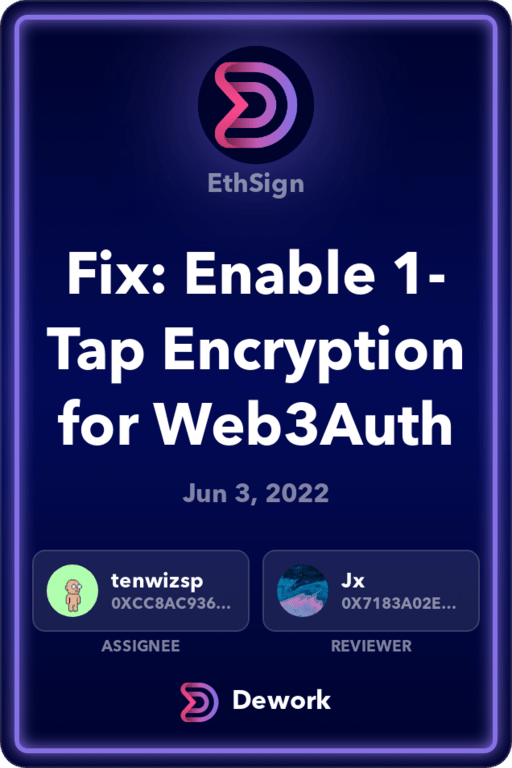 EthSign
Fix: Enable 1-
Tap Encryption
for Web3Auth
Jun 3, 2022
tenwizsp
0XCC8AC936...
ASSIGNEE
Jx
0X7183A02E...
REVIEWER
Dework